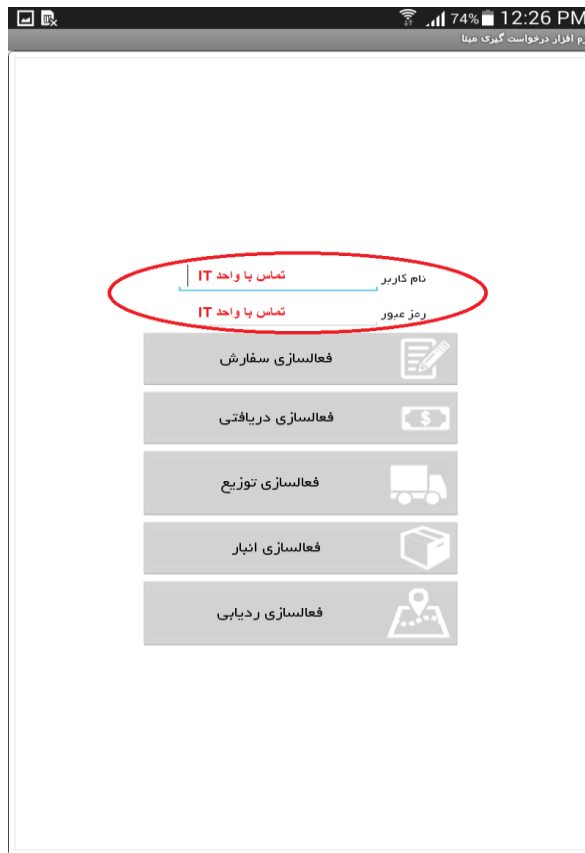 74% 12:26 PM
رم افزار درخواست گیری مبنا
نام کاربر تماس با واحد IT
رمز عبور تماس با واحد IT
فعالسازی سفارش
فعالسازی دریافتی
فعالسازی توزیع
فعالسازی انبار
فعالسازی ردیابی